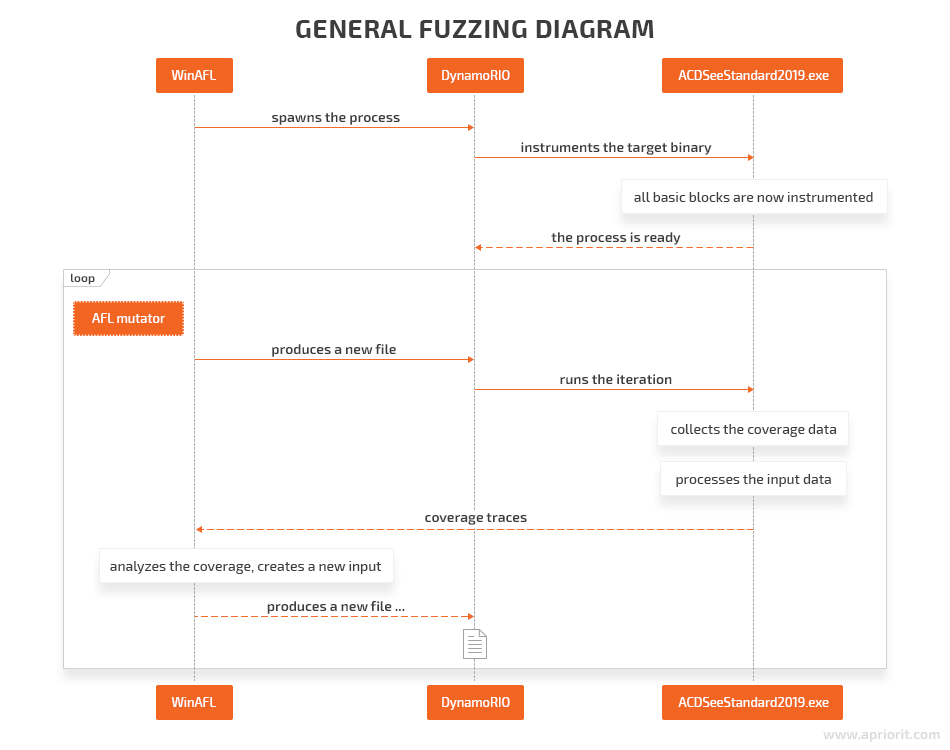 GENERAL FUZZING DIAGRAM
WinAFL
DynamoRIO
ACDSeeStandard2019.exe
spawns the process
instruments the target binary
all basic blocks are now instrumented
the process is ready
loop
AFL mutator
produces a new file
runs the iteration
collects the coverage data
processes the input data
coverage traces
analyzes the coverage, creates a new input
produces a new file ...
WinAFL
DynamoRIO
ACDSeeStandard2019.exe
www.apriorit.com